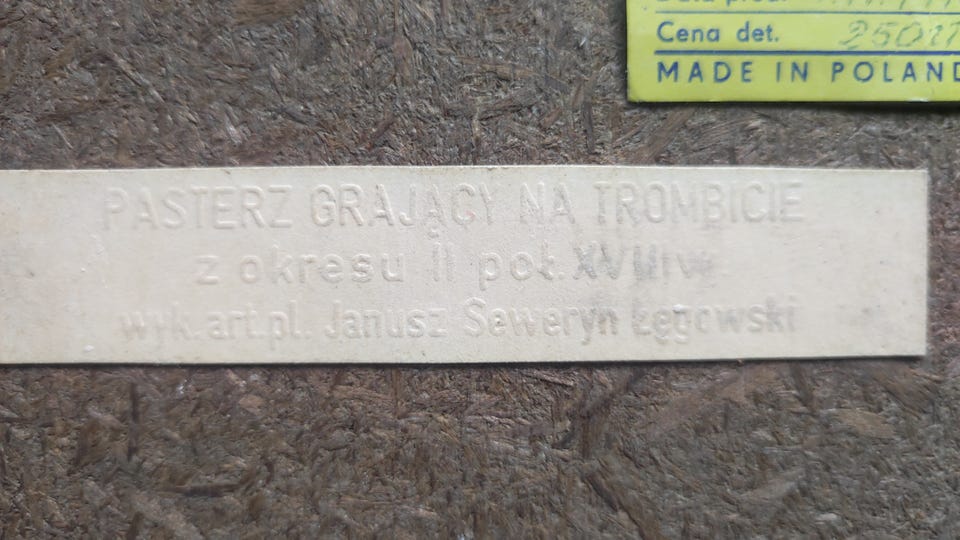 Cena det.
MADE IN POLAND
PASTERZ GRAJĄCY NA TROMBICIE
z okresu II poł. XVIII w
wyk. art. pl. Janusz Seweryn Łęgowski